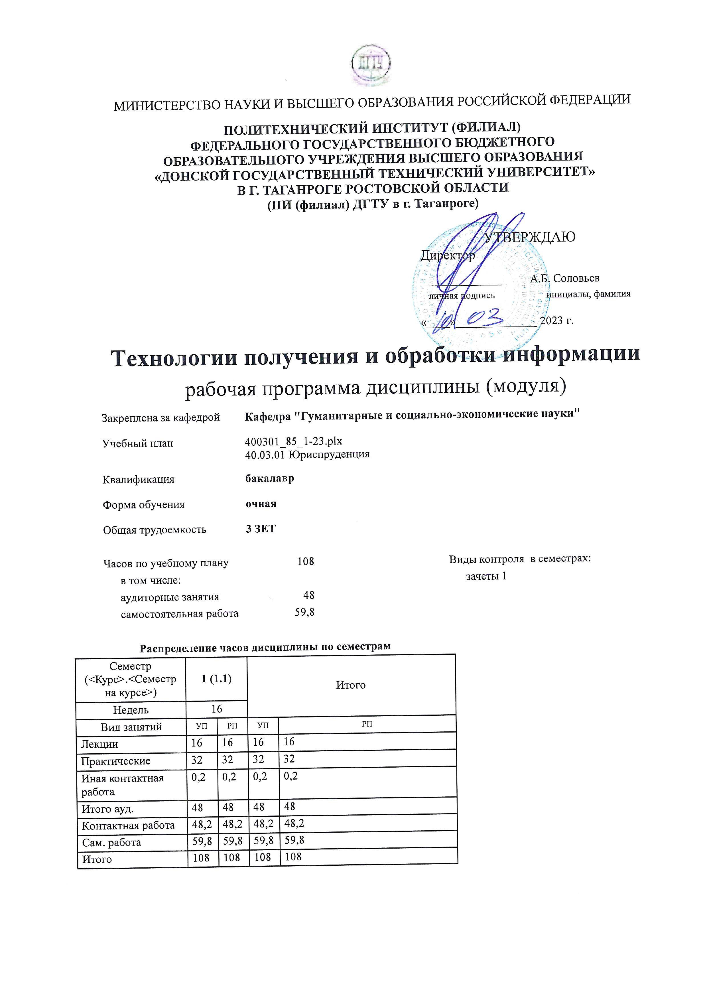 ДГТУ
МИНИСТЕРСТВО НАУКИ И ВЫСШЕГО ОБРАЗОВАНИЯ РОССИЙСКОЙ ФЕДЕРАЦИИ
ПОЛИТЕХНИЧЕСКИЙ ИНСТИТУТ (ФИЛИАЛ)
ФЕДЕРАЛЬНОГО ГОСУДАРСТВЕННОГО БЮДЖЕТНОГО
ОБРАЗОВАТЕЛЬНОГО УЧРЕЖДЕНИЯ ВЫСШЕГО ОБРАЗОВАНИЯ
«ДОНСКОЙ ГОСУДАРСТВЕННЫЙ ТЕХНИЧЕСКИЙ УНИВЕРСИТЕТ»
В Г. ТАГАНРОГЕ РОСТОВСКОЙ ОБЛАСТИ
(ПИ (филиал) ДГТУ в г. Таганроге)
УТВЕРЖДАЮ
Директор
А.Б. Соловьев
личная подпись инициалы, фамилия
« » 03 2023 г.
Технологии получения и обработки информации
рабочая программа дисциплины (модуля)
Закреплена за кафедрой Кафедра "Гуманитарные и социально-экономические науки"
Учебный план 400301_85_1-23.plx
40.03.01 Юриспруденция
Квалификация бакалавр
Форма обучения очная
Общая трудоемкость 3 ЗЕТ
Часов по учебному плану 108 Виды контроля в семестрах:
в том числе: зачеты 1
аудиторные занятия 48
самостоятельная работа 59,8
Распределение часов дисциплины по семестрам
Семестр
(<Курс>.<Семестр 1 (1.1) Итого
на курсе>)
Недель 16
Вид занятий УП РП УП РП
Лекции 16 16 16 16
Практические 32 32 32 32
Иная контактная 0,2 0,2 0,2 0,2
работа
Итого ауд. 48 48 48 48
Контактная работа 48,2 48,2 48,2 48,2
Сам. работа 59,8 59,8 59,8 59,8
Итого 108 108 108 108